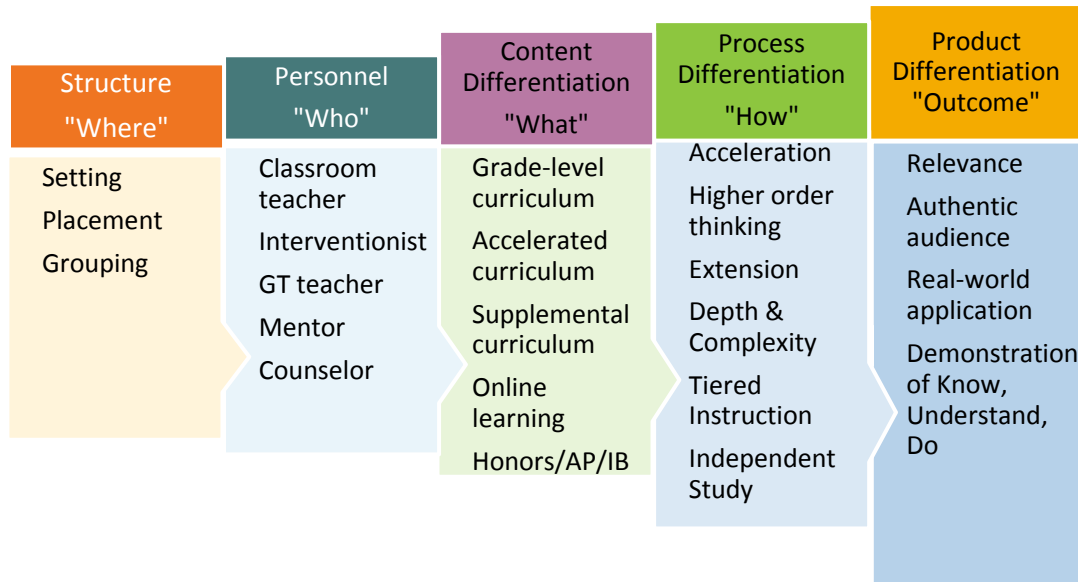 Structure
"Where"
Setting
Placement
Grouping
Personnel
"Who"
Classroom
teacher
Interventionist
GT teacher
Mentor
Counselor
Content
Differentiation
"What"
Grade-level
curriculum
Accelerated
curriculum
Supplemental
curriculum
Online
learning
Honors/AP/IB
Process
Differentiation
"How"
Acceleration
Higher order
thinking
Extension
Depth &
Complexity
Tiered
Instruction
Independent
Study
Product
Differentiation
"Outcome"
Relevance
Authentic
audience
Real-world
application
Demonstration
of Know,
Understand,
Do